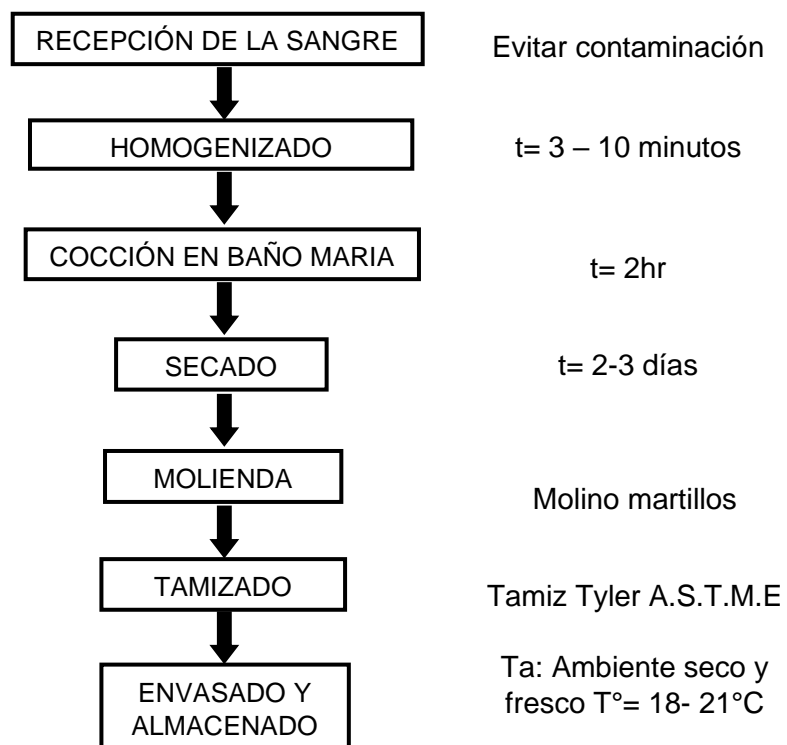 RECEPCIÓN DE LA SANGRE
Evitar contaminación
HOMOGENIZADO
t= 3 – 10 minutos
COCCIÓN EN BAÑO MARIA
t= 2hr
SECADO
t= 2-3 días
MOLIENDA
Molino martillos
TAMIZADO
Tamiz Tyler A.S.T.M.E
ENVASADO Y
ALMACENADO
Ta: Ambiente seco y
fresco T°= 18- 21°C